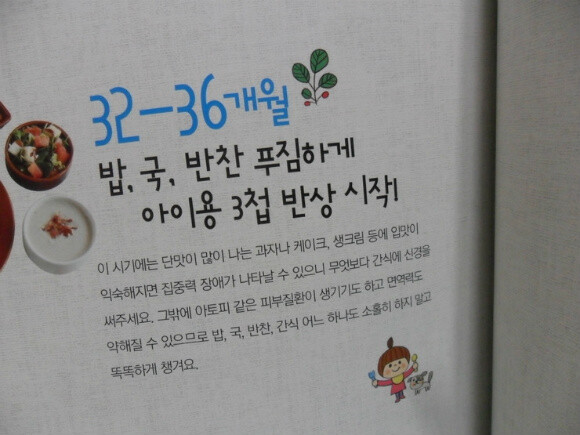 32-36개월
밥, 국, 반찬 푸짐하게
아이용 3첩 반상 시작!
이 시기에는 단맛이 많이 나는 과자나 케이크, 생크림 등에 입맛이
익숙해지면 집중력 장애가 나타날 수 있으니 무엇보다 간식에 신경을
써주세요. 그밖에 아토피 같은 피부질환이 생기기도 하고 면역력도
약해질 수 있으므로 밥, 국, 반찬, 간식 어느 하나도 소홀히 하지 말고
똑똑하게 챙겨요.